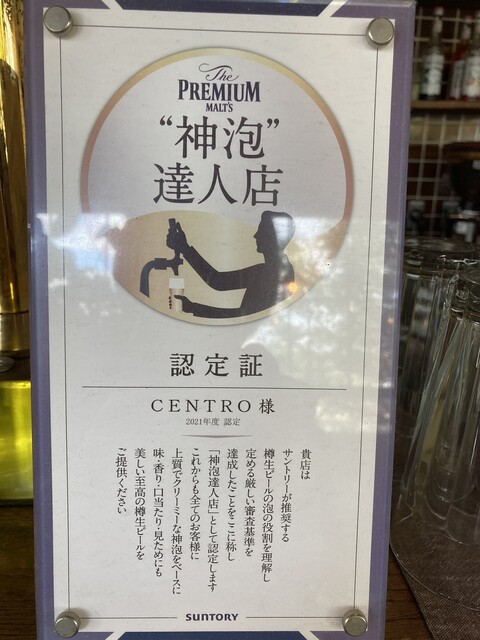 The
PREMIUM
MALT'S
“神泡”
達人店
認定証
CENTRO 様
2021年度 認定
貴店は
サントリーが推奨する
樽生ビールの泡の役割を理解し
定める厳しい審査基準を
達成したことをここに称し
「神泡達人店」として認定します
これからも全てのお客様に
上質でクリーミーな神泡をベースに
味・香り・口当たり・見ためにも
美しい至高の樽生ビールを
ご提供ください
SUNTORY